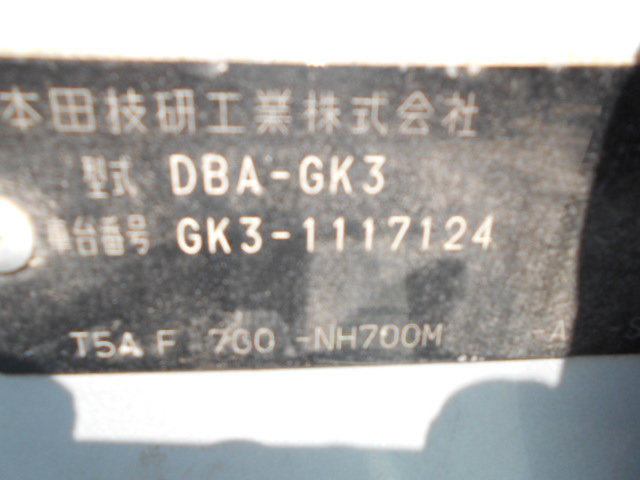 本田技研工業株式会社
型式 DBA-GK3
車台番号 GK3-1117124
T5A F 700 -NH700M -A